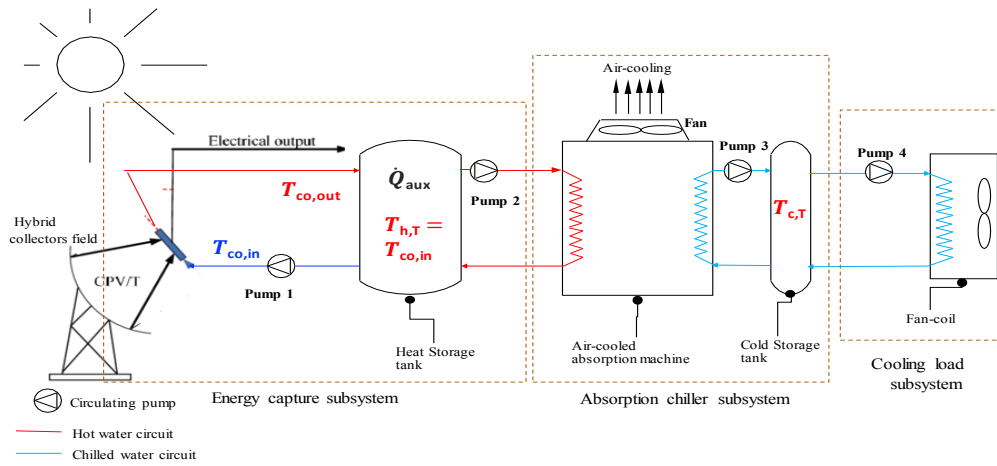 Air-cooling
Fan
Electrical output
Pump 3
Pump 4
Q̇aux
Pump 2
Tco,out
Th,T =
Tco,in
Tc,T
Hybrid
collectors field
Tco,in
CPV/T
Pump 1
Heat Storage
tank
Air-cooled
absorption machine
Cold Storage
tank
Fan-coil
Cooling load
subsystem
Energy capture subsystem
Absorption chiller subsystem
Circulating pump
Hot water circuit
Chilled water circuit